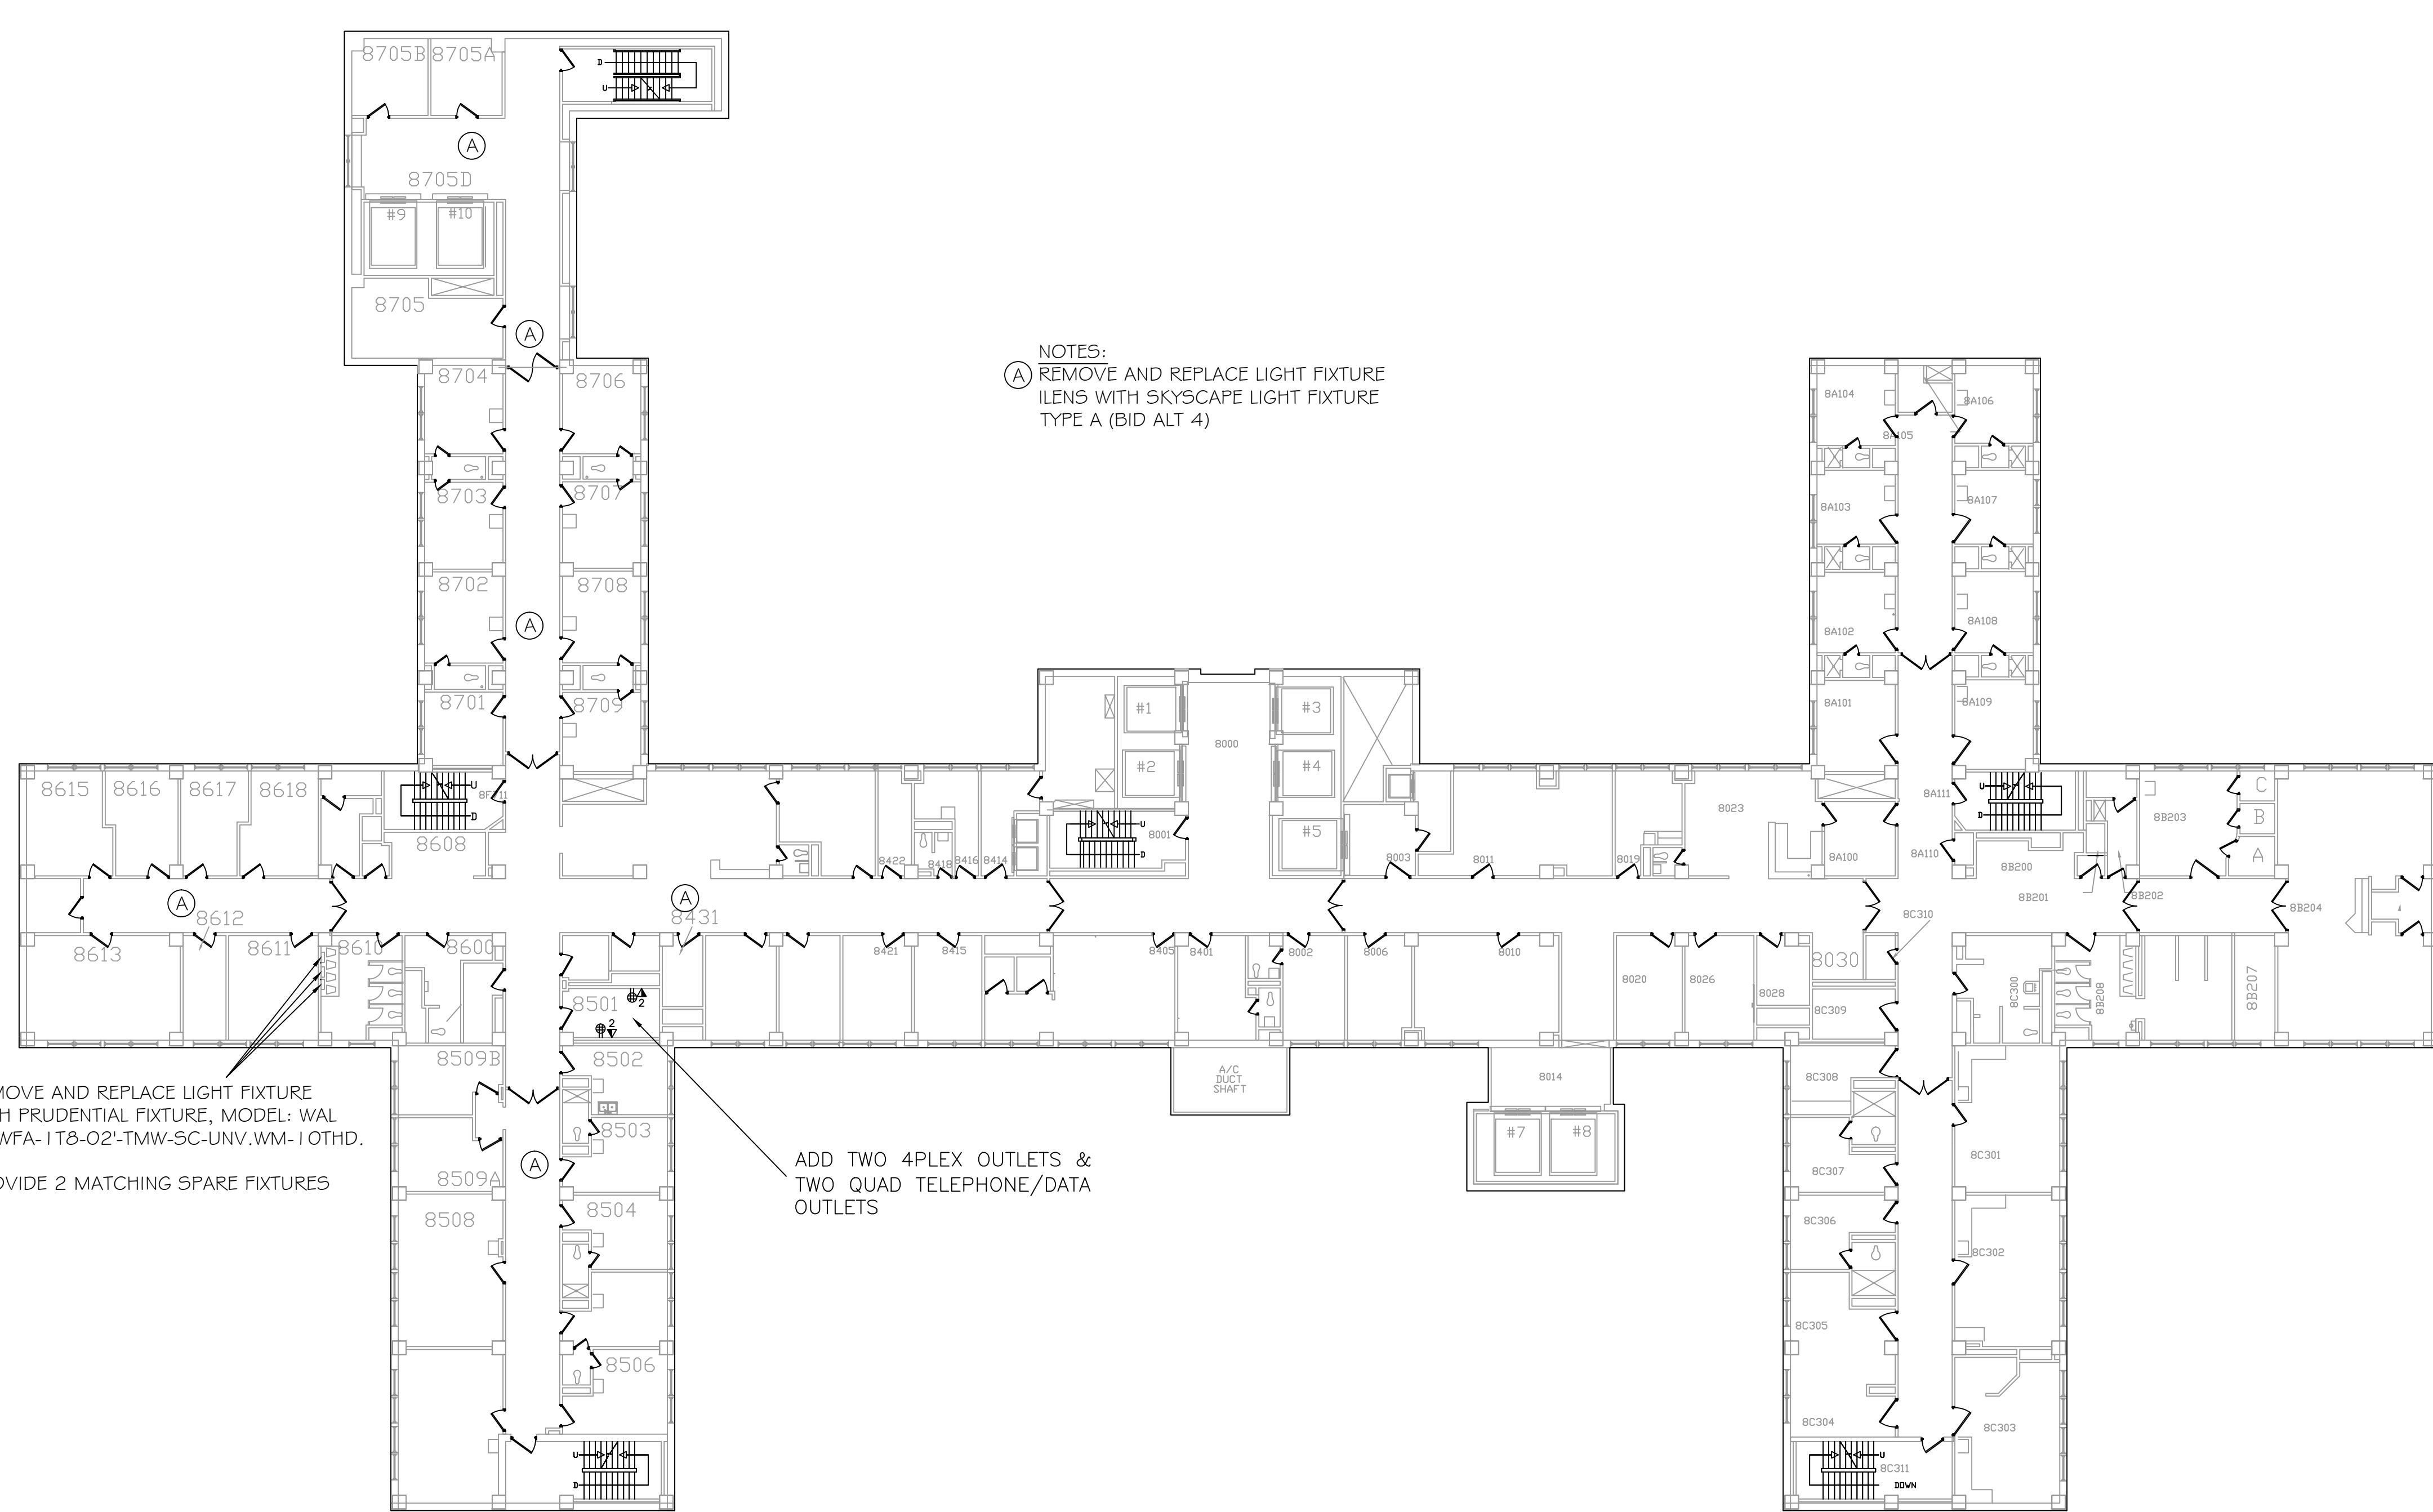 8705B 8705A
D
U
A
8705D
#9 #10
8705
A
8704 8706
NOTES:
A REMOVE AND REPLACE LIGHT FIXTURE
ILENS WITH SKYSCAPE LIGHT FIXTURE
TYPE A (BID ALT 4)
8703 8707
8702 8708
A
8701 8709
8A104 8A106
8A105
8A103 8A107
8A102 8A108
8A101 8A109
#1 #3
8000
#2 #4
#5
8615 8616 8617 8618
U
D
8608
8422 8418 8416 8414
U
D
8001
8003 8011 8019
8023
8A100
8A111
8A110
U
D
8B203
C
B
A
8B200
8B201 8B202
8B204
A
8612
A
8431
8C310
8613 8611 8610 8600
8421 8415 8405 8401 8002 8006 8010
8020 8026 8028
8030
8C309
8C300
8B208
8B207
8501
2
2
8509B 8502
A/C
DUCT
SHAFT
8014
8C308
MOVE AND REPLACE LIGHT FIXTURE
H PRUDENTIAL FIXTURE, MODEL: WAL
WFA-1T8-02'-TMW-SC-UNV.WM-10THD.
OVIDE 2 MATCHING SPARE FIXTURES
8503
A
8509A
#7 #8
ADD TWO 4PLEX OUTLETS &
TWO QUAD TELEPHONE/DATA
OUTLETS
8C307 8C301
8508 8504
8C306
8C302
8506
8C305
8C304 8C303
U
D
U
8C311
DOWN